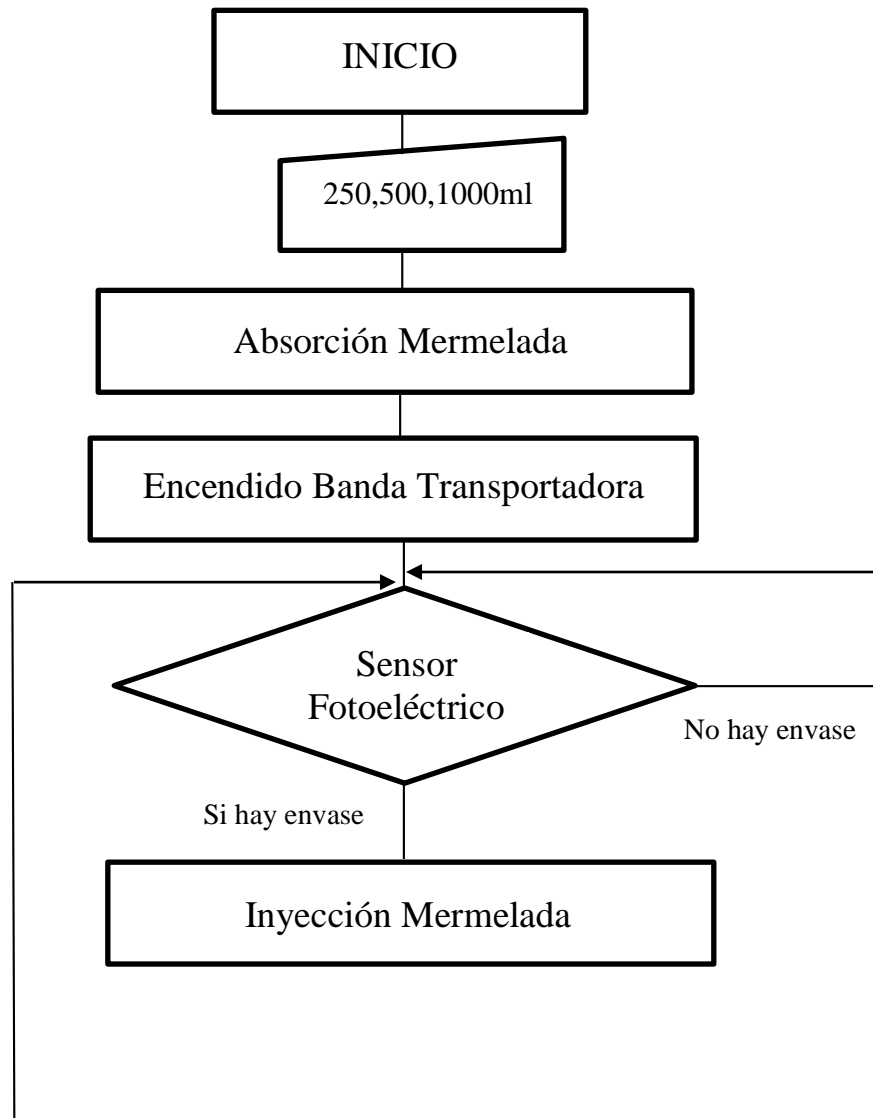 INICIO
250,500,1000ml
Absorción Mermelada
Encendido Banda Transportadora
Sensor
Fotoeléctrico
No hay envase
Si hay envase
Inyección Mermelada